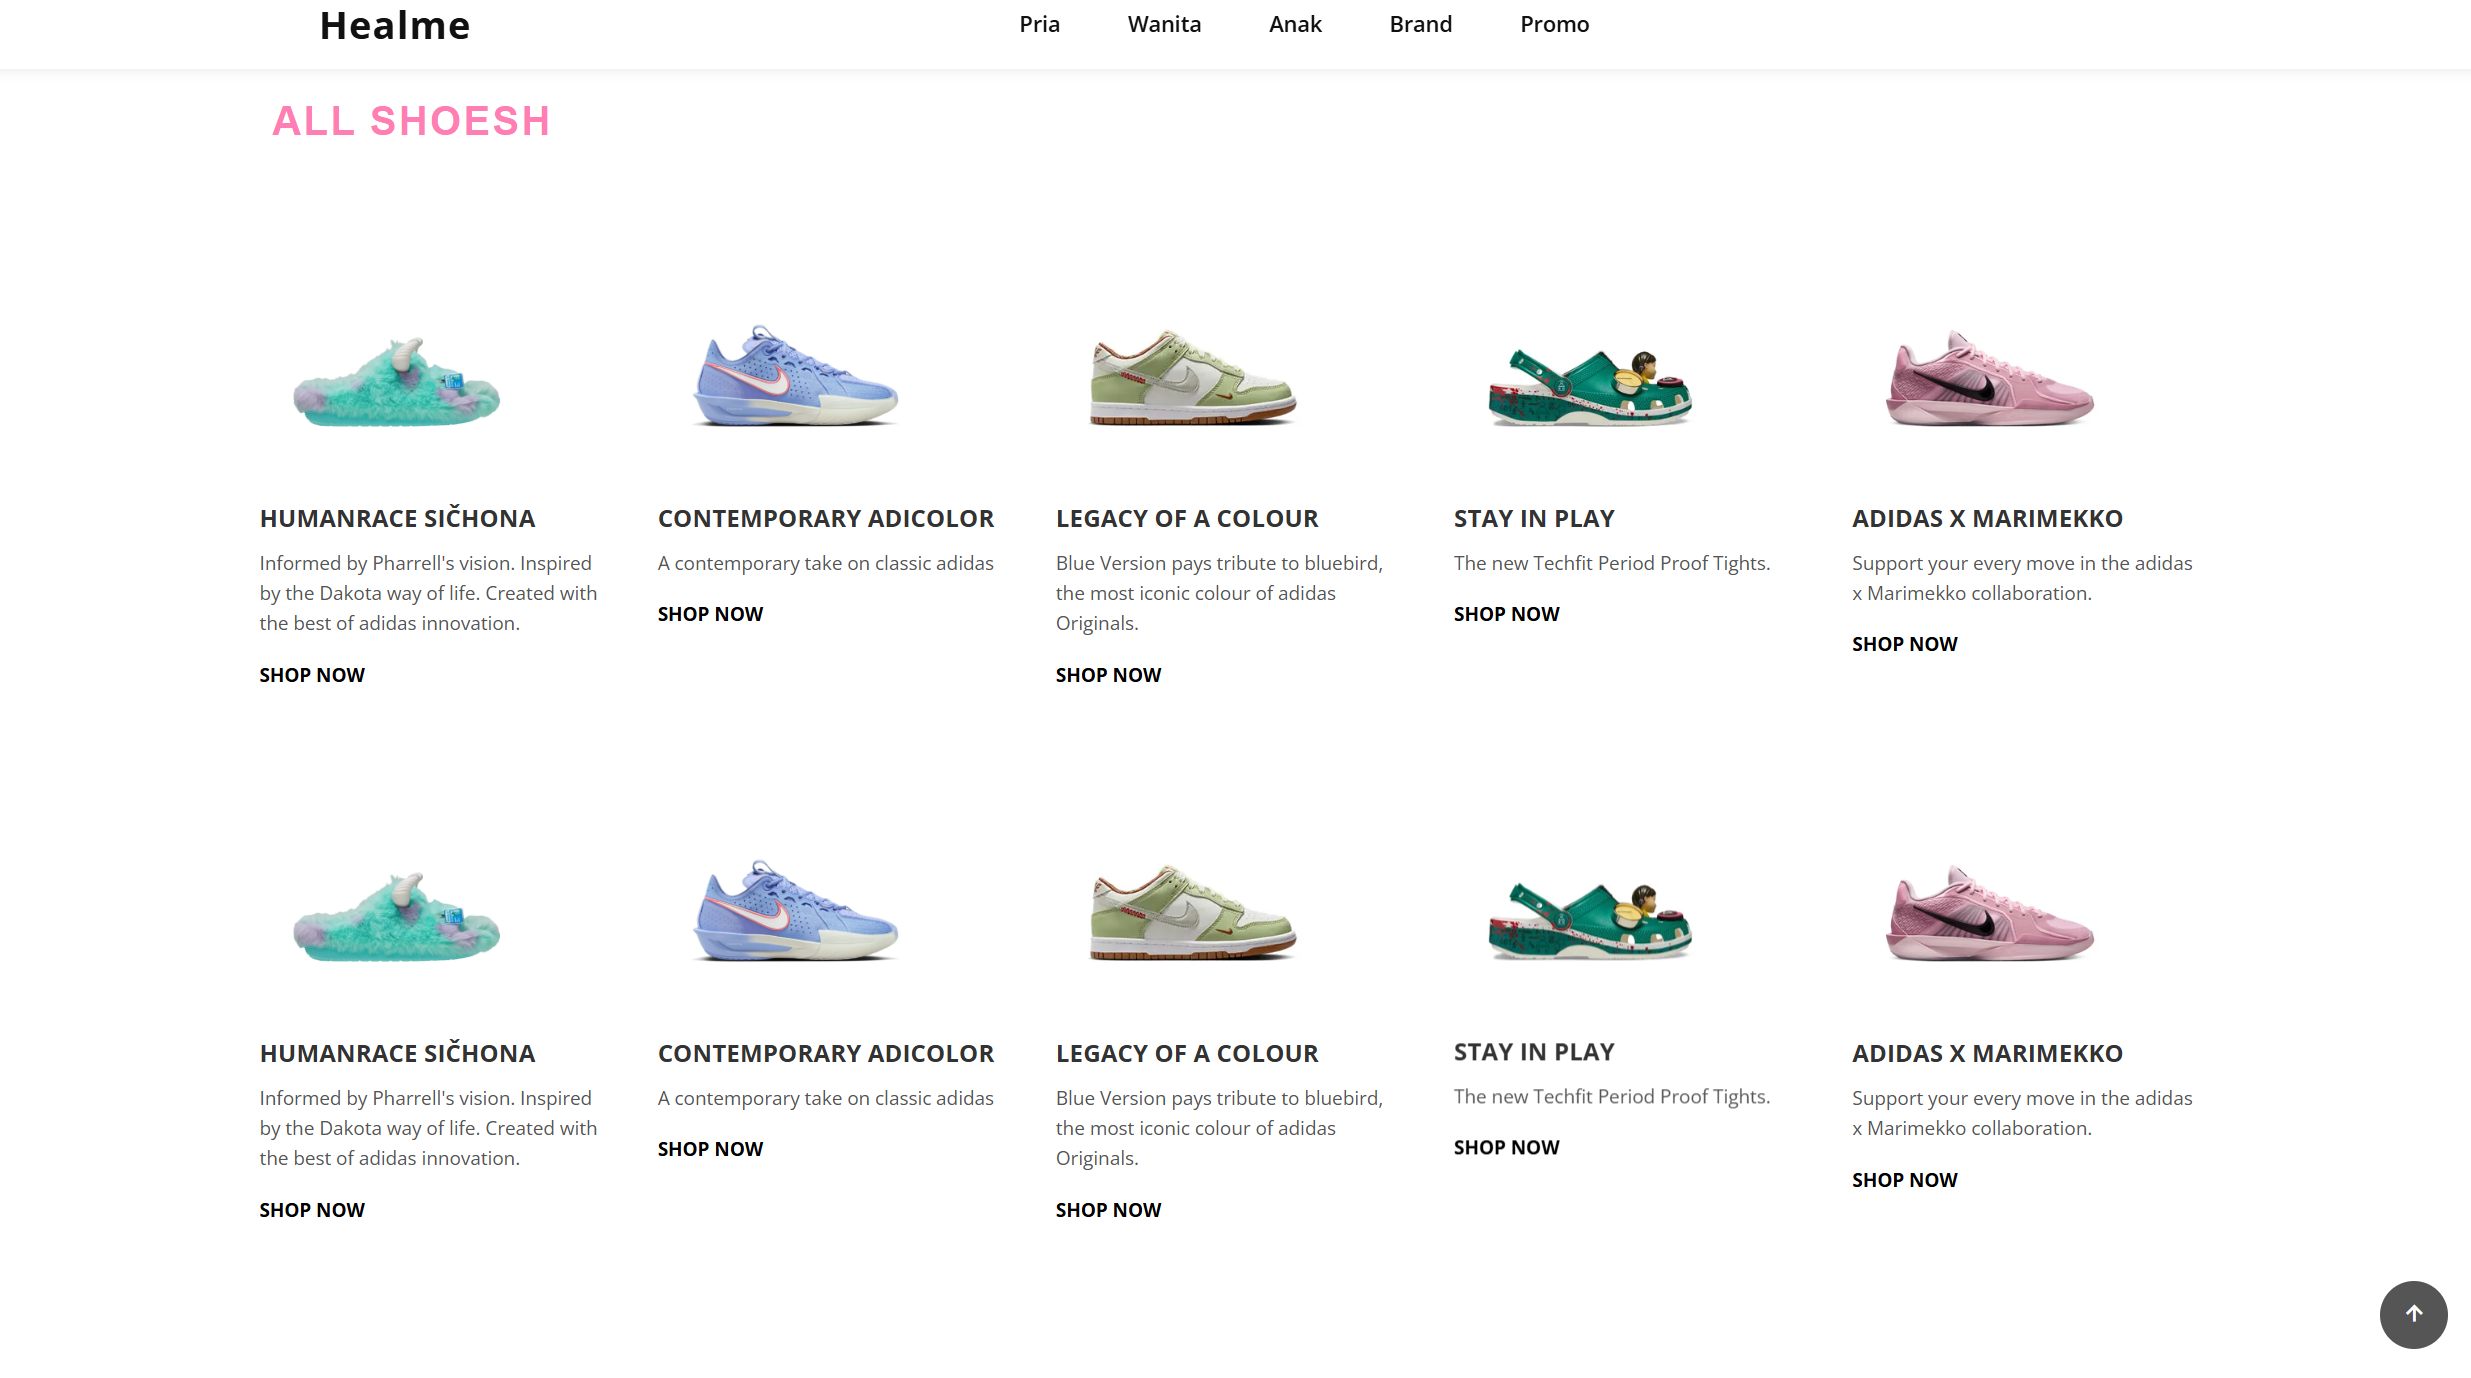 Healme
Pria Wanita Anak Brand Promo
ALL SHOESH
HUMANRACE SIČHONA
Informed by Pharrell's vision. Inspired
by the Dakota way of life. Created with
the best of adidas innovation.
SHOP NOW
CONTEMPORARY ADICOLOR
A contemporary take on classic adidas
SHOP NOW
LEGACY OF A COLOUR
Blue Version pays tribute to bluebird,
the most iconic colour of adidas
Originals.
SHOP NOW
STAY IN PLAY
The new Techfit Period Proof Tights.
SHOP NOW
ADIDAS X MARIMEKKO
Support your every move in the adidas
x Marimekko collaboration.
SHOP NOW
HUMANRACE SIČHONA
Informed by Pharrell's vision. Inspired
by the Dakota way of life. Created with
the best of adidas innovation.
SHOP NOW
CONTEMPORARY ADICOLOR
A contemporary take on classic adidas
SHOP NOW
LEGACY OF A COLOUR
Blue Version pays tribute to bluebird,
the most iconic colour of adidas
Originals.
SHOP NOW
STAY IN PLAY
The new Techfit Period Proof Tights.
SHOP NOW
ADIDAS X MARIMEKKO
Support your every move in the adidas
x Marimekko collaboration.
SHOP NOW